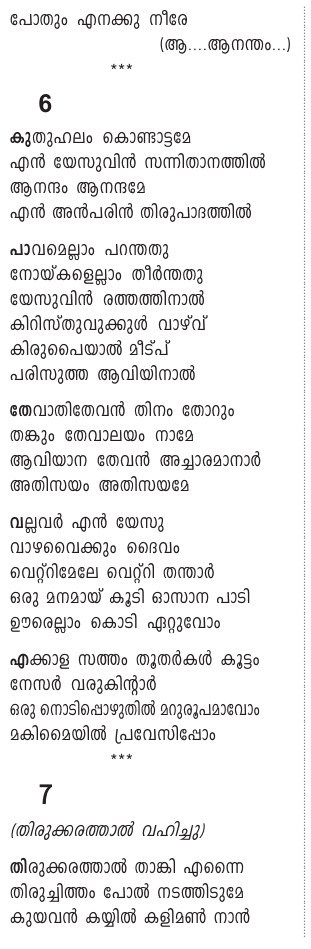 പോതും എനക്കു നീരേ
(ആ....ആനന്തം...)
***
6
കുതുഹലം കൊണ്ടാട്ടമേ
എൻ യേസുവിൻ സന്നിതാനത്തിൽ
ആനന്ദം ആനന്ദമേ
എൻ അൻപരിൻ തിരുപാദത്തിൽ
പാവമെല്ലാം പറന്തതു
നോയ്കളെല്ലാം തീർന്തതു
യേസുവിൻ രത്തത്തിനാൽ
കിറിസ്തുവുക്കുൾ വാഴ്വ്
കിരുപൈയാൽ മീട്പ്
പരിസുത്ത ആവിയിനാൽ
തേവാതിതേവൻ തിനം തോറും
തങ്കും തേവാലയം നാമേ
ആവിയാന തേവൻ അച്ചാരമാനാർ
അതിസയം അതിസയമേ
വല്ലവർ എൻ യേസു
വാഴവൈക്കും ദൈവം
വെറ്റ്റിമേലേ വെറ്റ്റി തന്താർ
ഒരു മനമായ് കൂടി ഓസാന പാടി
ഊരെല്ലാം കൊടി ഏറ്റുവോം
എക്കാള സത്തം തൂതർകൾ കൂട്ടം
നേസർ വരുകിന്റാർ
ഒരു നൊടിപ്പൊഴുതിൽ മറുരൂപമാവോം
മകിമൈയിൽ പ്രവേസിപ്പോം
***
7
(തിരുക്കരത്താൽ വഹിച്ചു)
തിരുക്കരത്താൽ താങ്കി എന്നൈ
തിരുച്ചിത്തം പോൽ നടത്തിടുമേ
കുയവൻ കയ്യിൽ കളിമൺ നാൻ